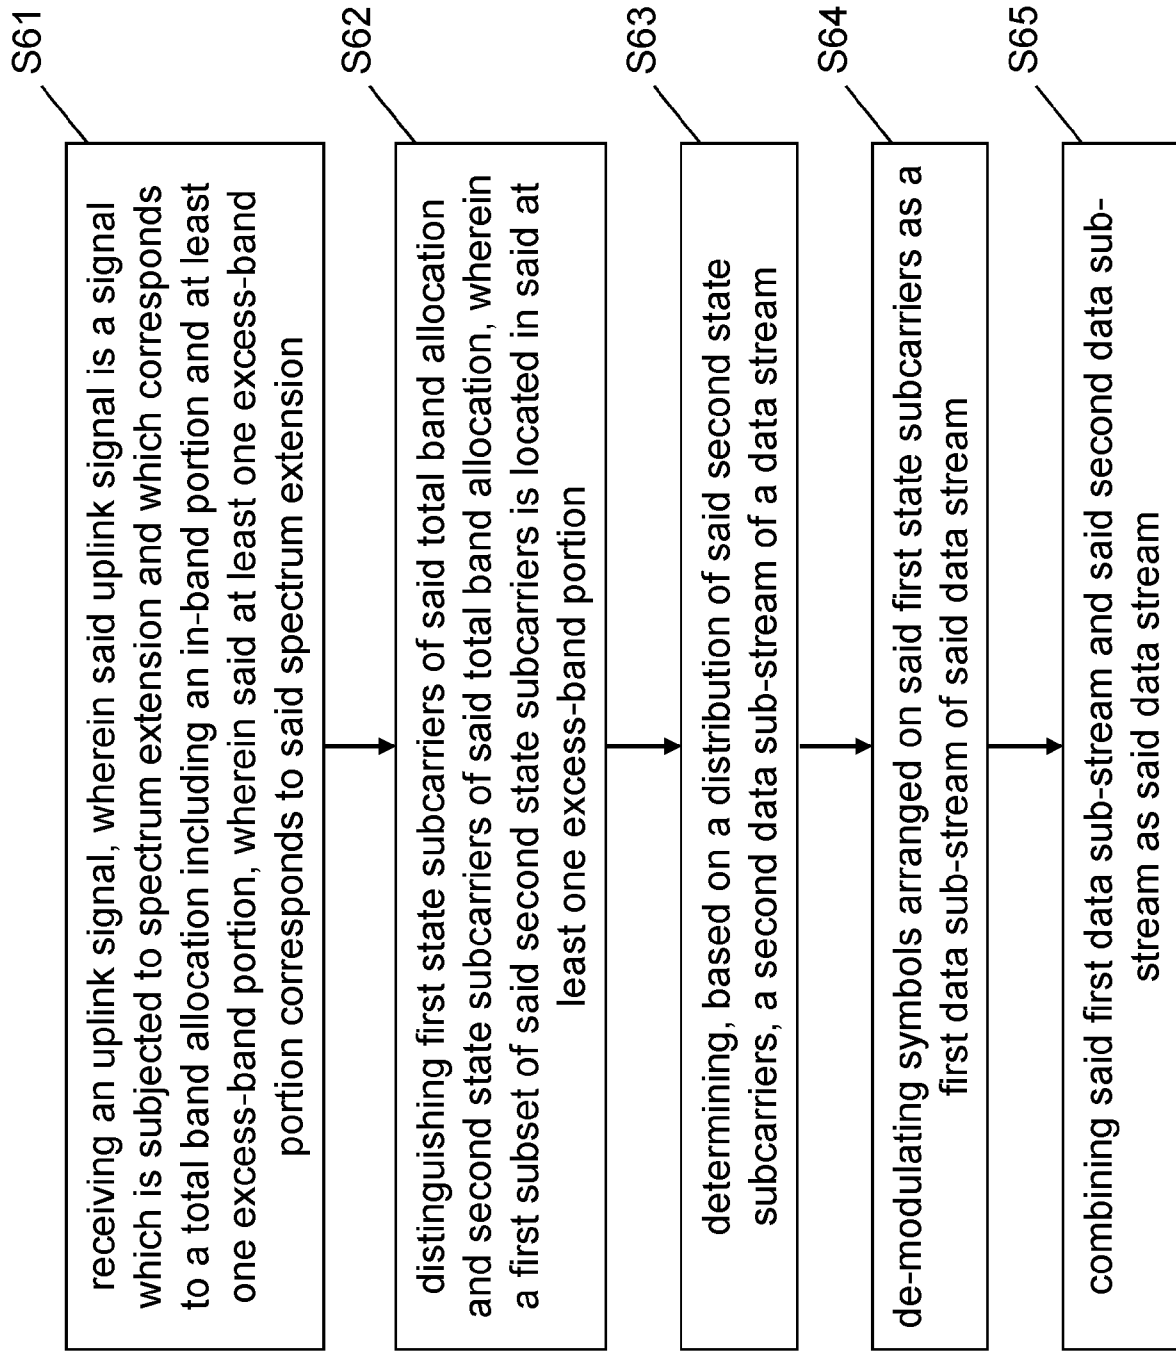 receiving an uplink signal, wherein said uplink signal is a signal
which is subjected to spectrum extension and which corresponds
to a total band allocation including an in-band portion and at least
one excess-band portion, wherein said at least one excess-band
portion corresponds to said spectrum extension
S61
distinguishing first state subcarriers of said total band allocation
and second state subcarriers of said total band allocation, wherein
a first subset of said second state subcarriers is located in said at
least one excess-band portion
S62
determining, based on a distribution of said second state
subcarriers, a second data sub-stream of a data stream
S63
de-modulating symbols arranged on said first state subcarriers as a
first data sub-stream of said data stream
S64
combining said first data sub-stream and said second data sub-
stream as said data stream
S65